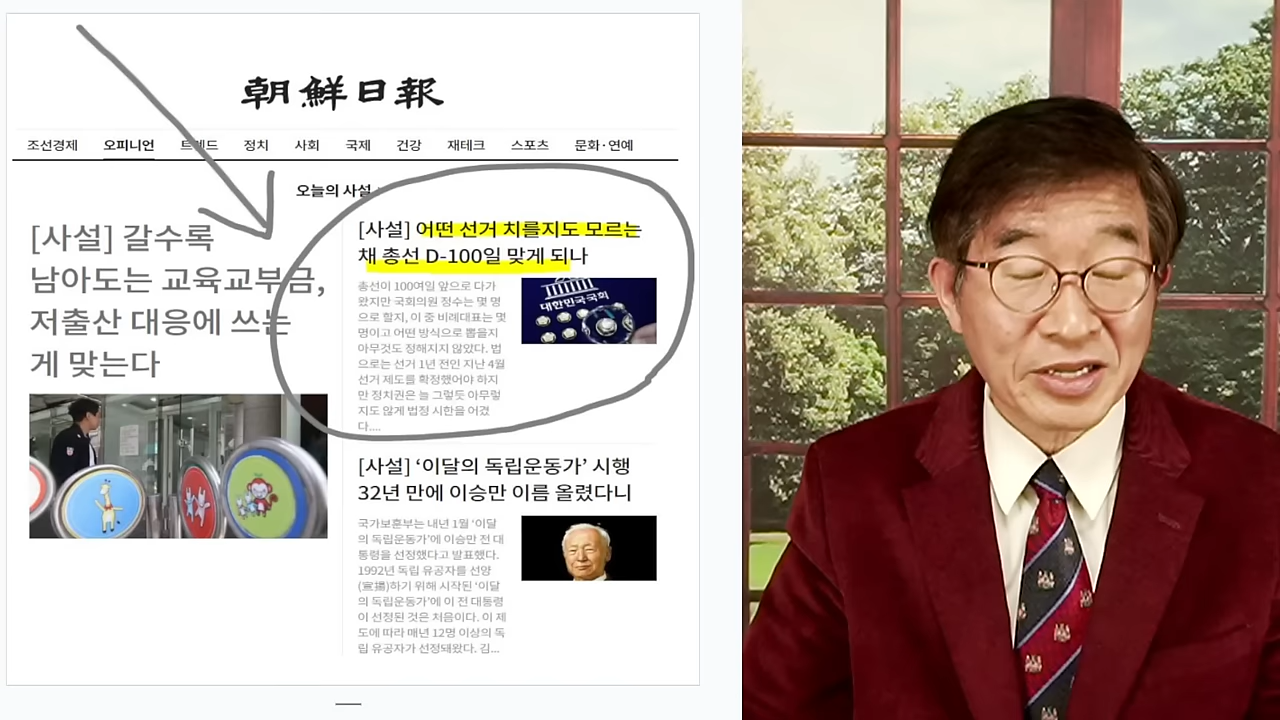 朝鮮日報
조선경제 오피니언 트렌드 정치 사회 국제 건강 재테크 스포츠 문화·연예
오늘의 사설
[사설] 갈수록
남아도는 교육교부금,
저출산 대응에 쓰는
게 맞는다
[사설] 어떤 선거 치를지도 모르는
채 총선 D-100일 맞게 되나
총선이 100여일 앞으로 다가
왔지만 국회의원 정수는 몇 명
으로 할지, 이 중 비례대표는 몇
명이고 어떤 방식으로 뽑을지
아무것도 정해지지 않았다. 법
으로는 선거 1년 전인 지난 4월
선거 제도를 확정했어야 하지
만 정치권은 늘 그렇듯 아무렇
지도 않게 법정 시한을 어겼
다....
대한민국국회
[사설] ‘이달의 독립운동가’ 시행
32년 만에 이승만 이름 올렸다니
국가보훈부는 내년 1월 ‘이달
의 독립운동가’에 이승만 전 대
통령을 선정했다고 발표했다.
1992년 독립 유공자를 선양
(宣揚)하기 위해 시작된 ‘이달
의 독립운동가’에 이 전 대통령
이 선정된 것은 처음이다. 이 제
도에 따라 매년 12명 이상의 독
립 유공자가 선정돼왔다. 김...